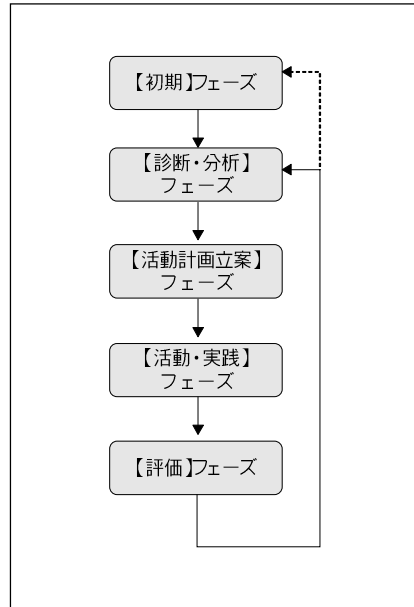 【初期】フェーズ
【診断・分析】
フェーズ
【活動計画立案】
フェーズ
【活動・実践】
フェーズ
【評価】フェーズ